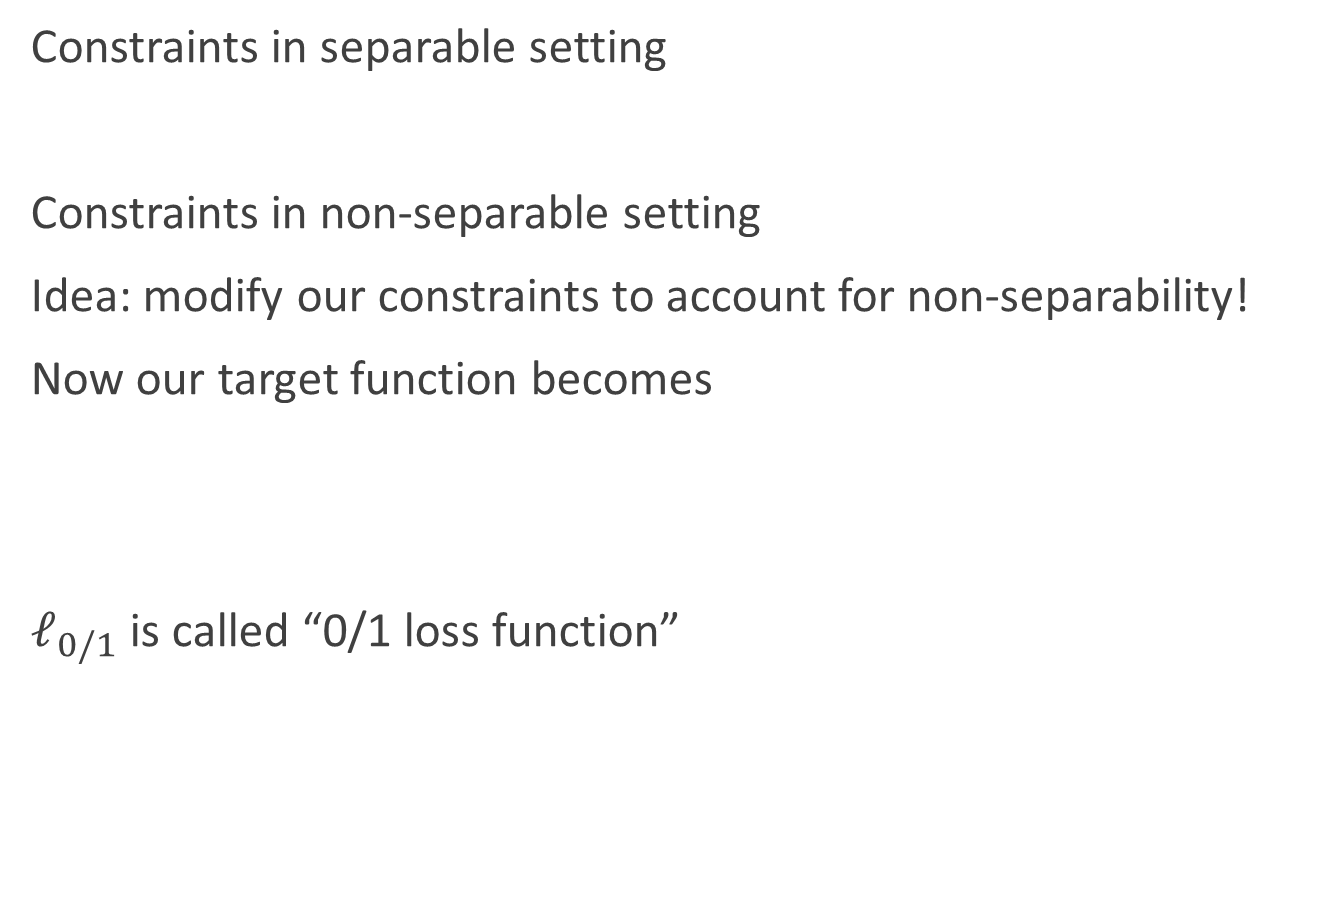 Constraints in separable setting
Constraints in non-separable setting
Idea: modify our constraints to account for non-separability!
Now our target function becomes
ℓ0/1 is called “0/1 loss function”